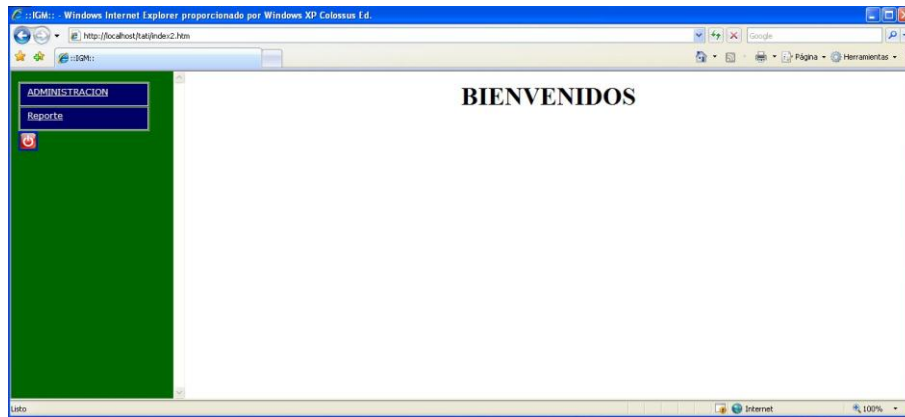 ::IGM:: - Windows Internet Explorer proporcionado por Windows XP Colossus Ed.
http://localhost/tati/index2.htm
Google
::IGM::
Página
Herramientas
ADMINISTRACION
Reporte
BIENVENIDOS
Listo
Internet
100%